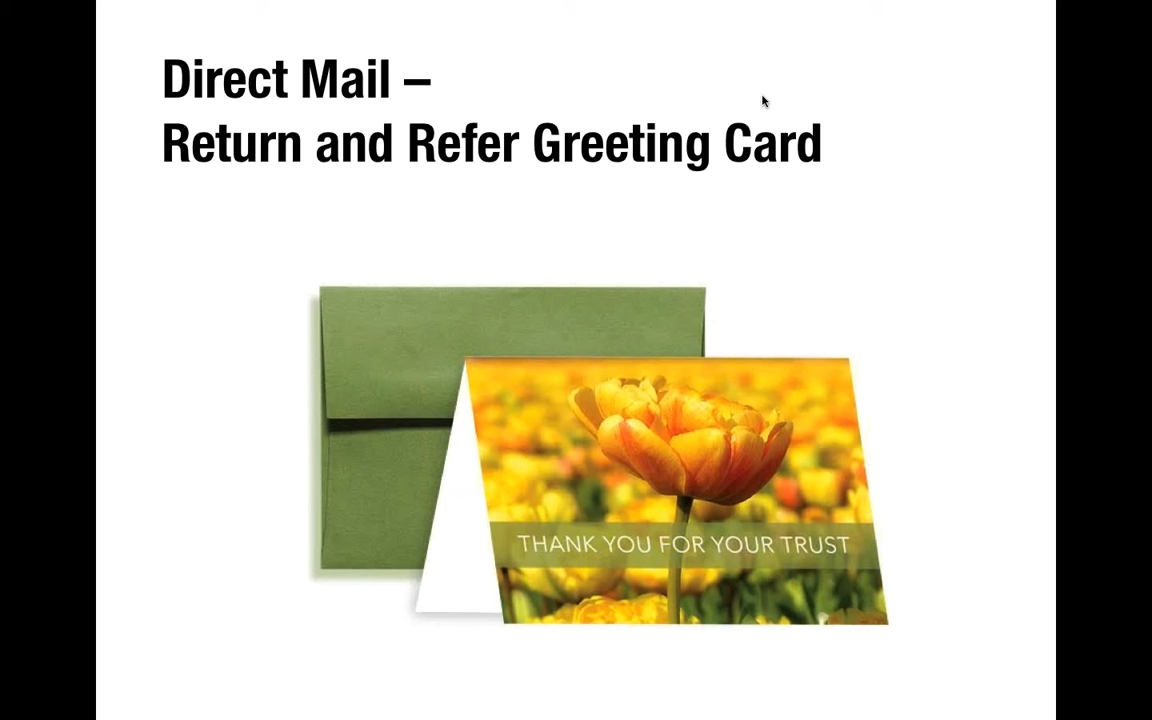 Direct Mail –
Return and Refer Greeting Card
THANK YOU FOR YOUR TRUST